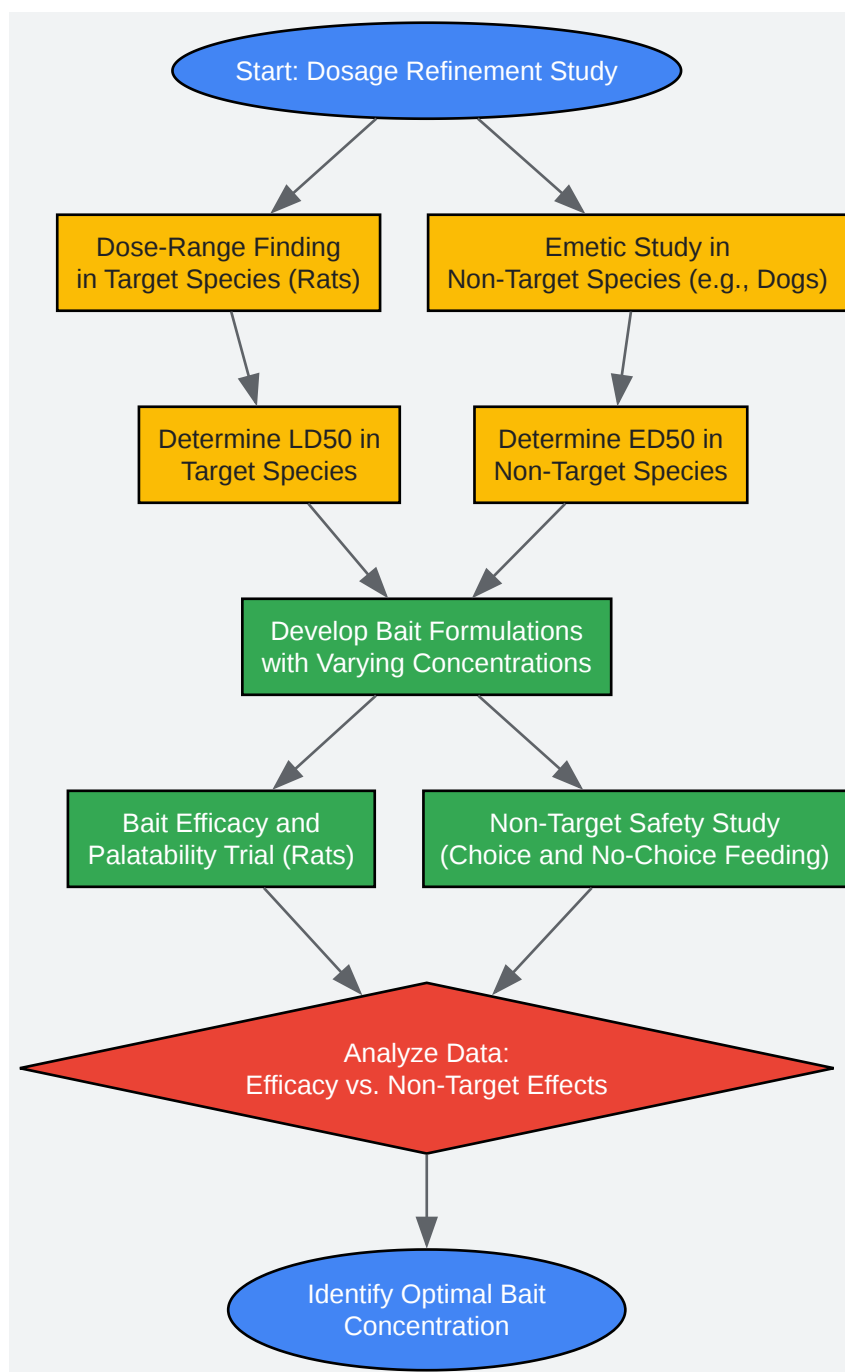 Start: Dosage Refinement Study
Dose-Range Finding
in Target Species (Rats)
Emetic Study in
Non-Target Species (e.g., Dogs)
Determine LD50 in
Target Species
Determine ED50 in
Non-Target Species
Develop Bait Formulations
with Varying Concentrations
Bait Efficacy and
Palatability Trial (Rats)
Non-Target Safety Study
(Choice and No-Choice Feeding)
Analyze Data:
Efficacy vs. Non-Target Effects
Identify Optimal Bait
Concentration